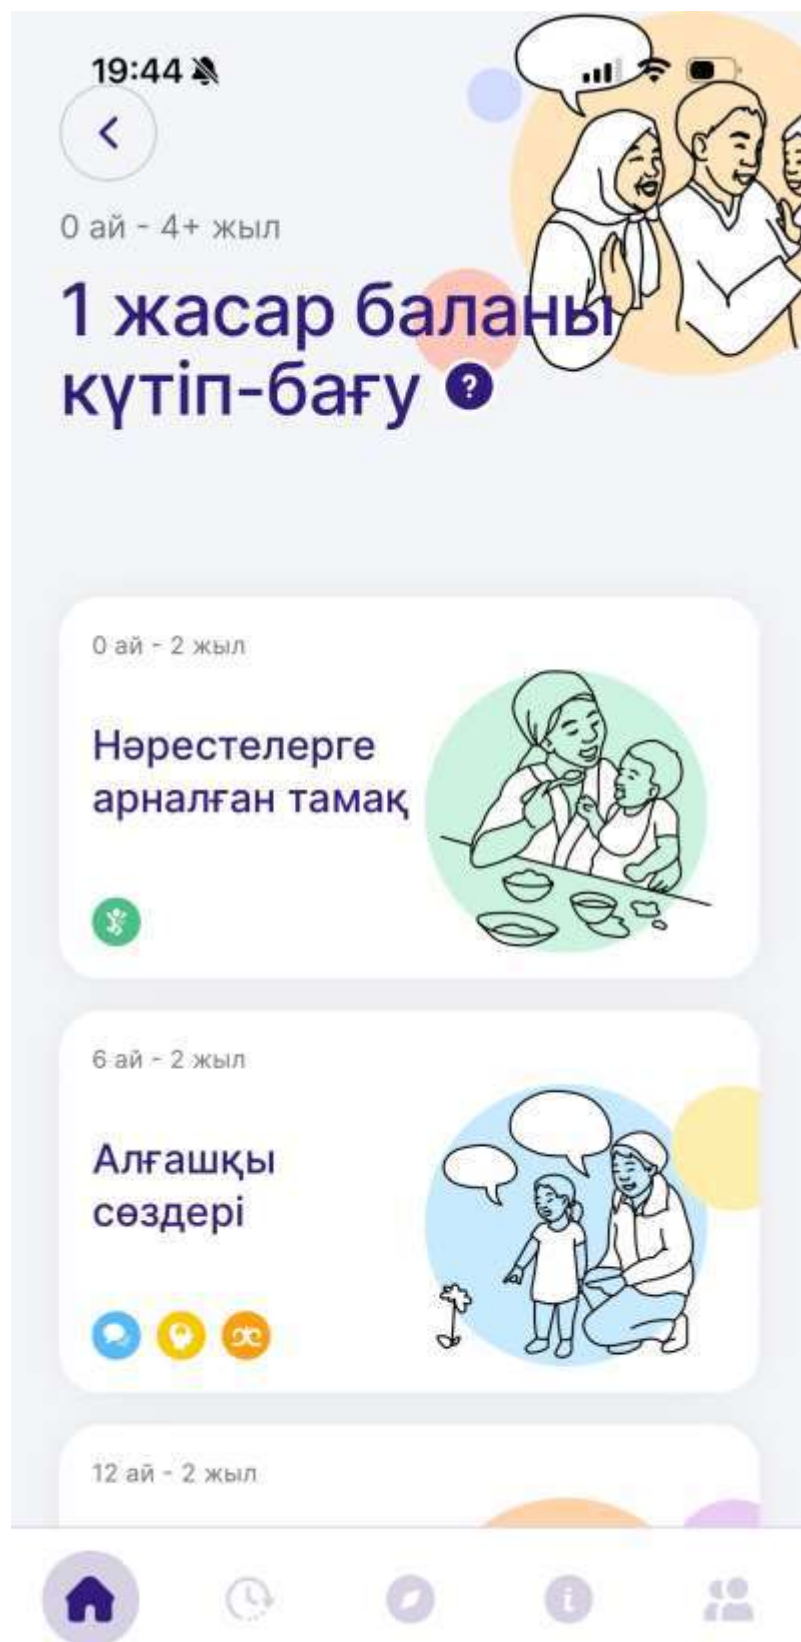 19:44
0 ай - 4+ жыл
1 жасар баланы
күтіп-бағу ?
0 ай - 2 жыл
Нәрестелерге
арналған тамақ
6 ай - 2 жыл
Алғашқы
сөздері
12 ай - 2 жыл